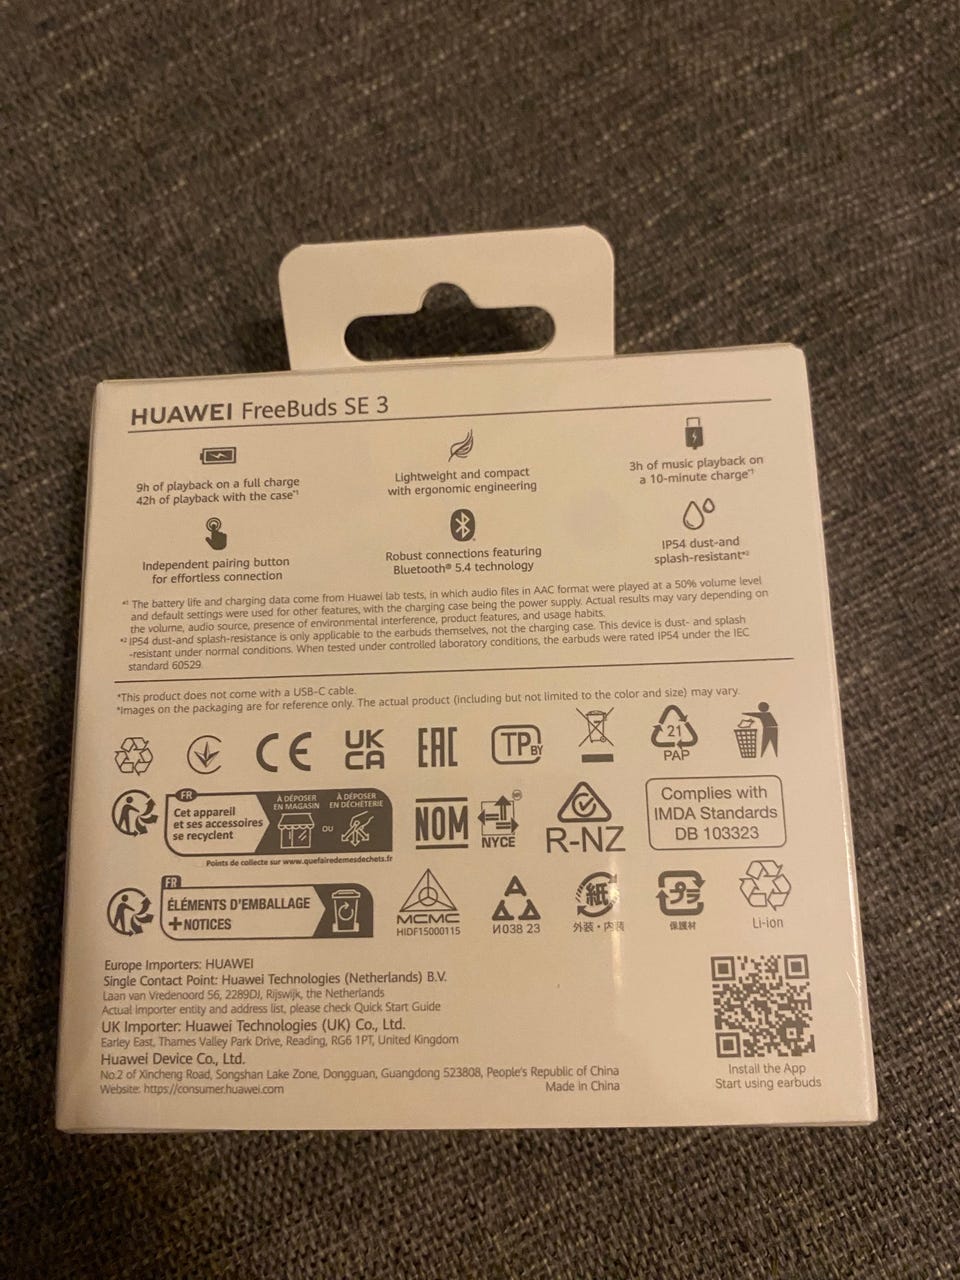 HUAWEI FreeBuds SE 3
9h of playback on a full charge
42h of playback with the case*1
Lightweight and compact
with ergonomic engineering
3h of music playback on
a 10-minute charge*1
Independent pairing button
for effortless connection
Robust connections featuring
Bluetooth® 5.4 technology
IP54 dust-and
splash-resistant*2
*1 The battery life and charging data come from Huawei lab tests, in which audio files in AAC format were played at a 50% volume level
and default settings were used for other features, with the charging case being the power supply. Actual results may vary depending on
the volume, audio source, presence of environmental interference, product features, and usage habits.
*2 IP54 dust-and splash-resistance is only applicable to the earbuds themselves, not the charging case. This device is dust- and splash
-resistant under normal conditions. When tested under controlled laboratory conditions, the earbuds were rated IP54 under the IEC
standard 60529.
*This product does not come with a USB-C cable.
*Images on the packaging are for reference only. The actual product (including but not limited to the color and size) may vary.
CE
UK
CA
EAC
TP BY
21
PAP
FR
Cet appareil
et ses accessoires
se recyclent
À DÉPOSER
EN MAGASIN
OU
À DÉPOSER
EN DÉCHÈTERIE
Points de collecte sur www.quefairedemesdechets.fr
NOM
NYCE
R-NZ
Complies with
IMDA Standards
DB 103323
FR
ÉLÉMENTS D'EMBALLAGE
+NOTICES
MCMC
HIDF15000115
И038 23
紙
外装・内装
プラ
保護材
Li-ion
Europe Importers: HUAWEI
Single Contact Point: Huawei Technologies (Netherlands) B.V.
Laan van Vredenoord 56, 2289DJ, Rijswijk, the Netherlands
Actual importer entity and address list, please check Quick Start Guide
UK Importer: Huawei Technologies (UK) Co., Ltd.
Earley East, Thames Valley Park Drive, Reading, RG6 1PT, United Kingdom
Huawei Device Co., Ltd.
No.2 of Xincheng Road, Songshan Lake Zone, Dongguan, Guangdong 523808, People's Republic of China
Website: https://consumer.huawei.com
Made in China
Install the App
Start using earbuds